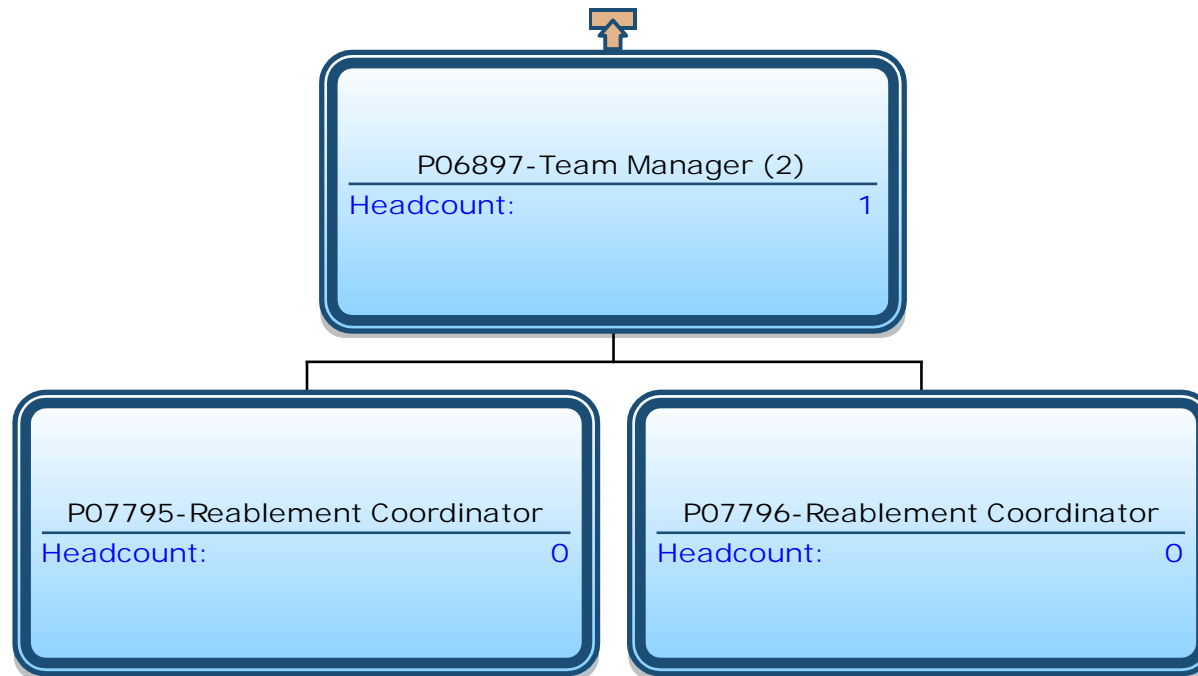 P06897-Team Manager (2)
Headcount: 1
P07795-Reablement Coordinator
Headcount: 0
P07796-Reablement Coordinator
Headcount: 0